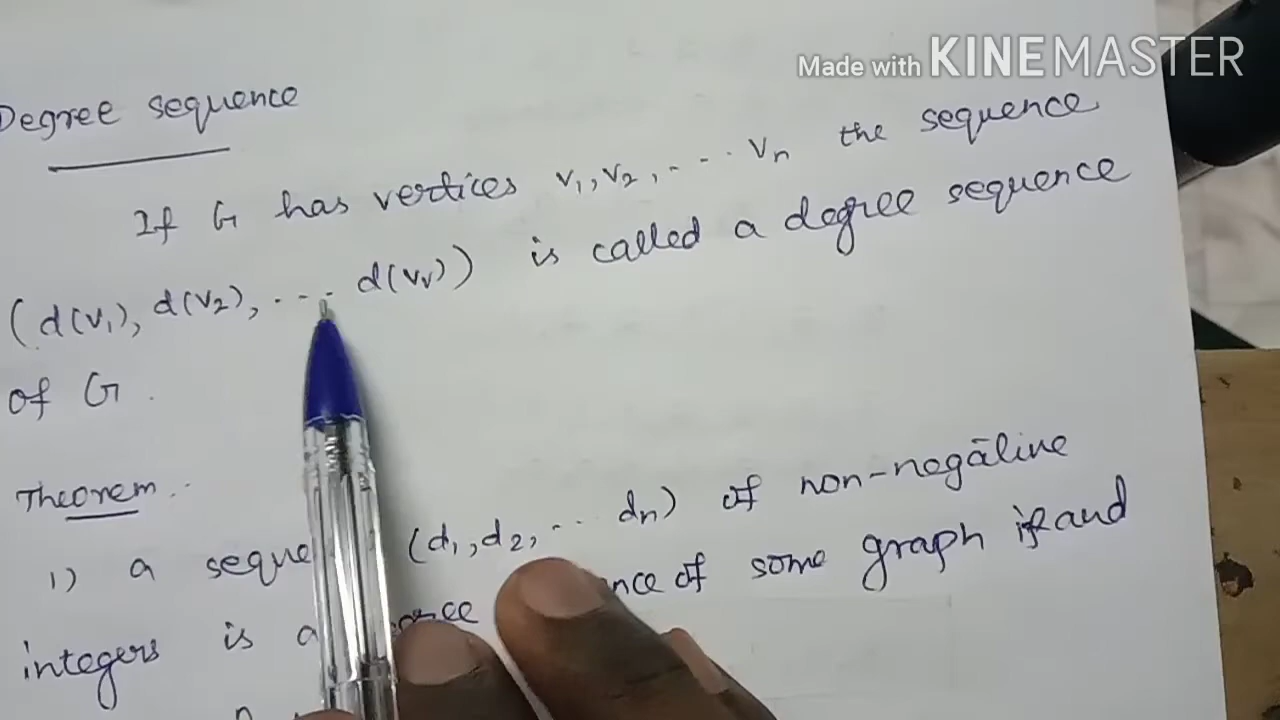 Made with KINEMASTER
Degree sequence
If G has vertices v₁, v₂, .... vₙ the sequence
(d(v₁), d(v₂), .... d(vᵥ)) is called a degree sequence
of G.
Theorem.
1) a seque (d₁, d₂, ... dₙ) of non-negative
integers is a nce of some graph if and